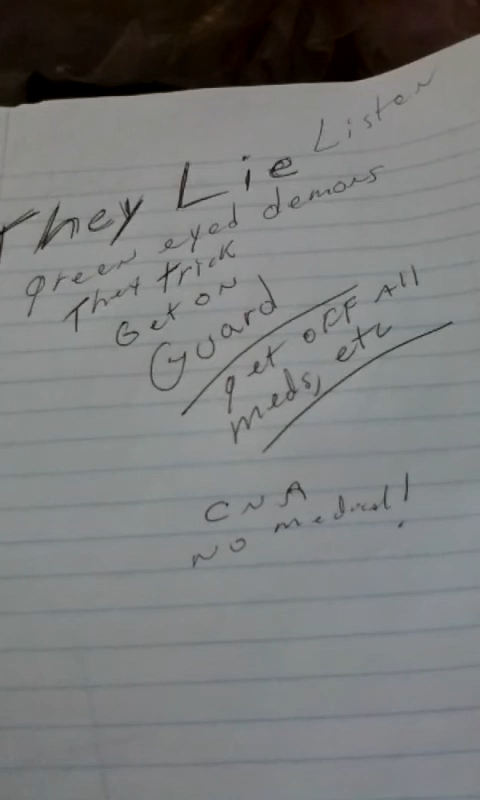 Listen
They Lie
green eyed demons
They trick
Get on
Guard
get off All
meds, etc
CNA
NO medical!